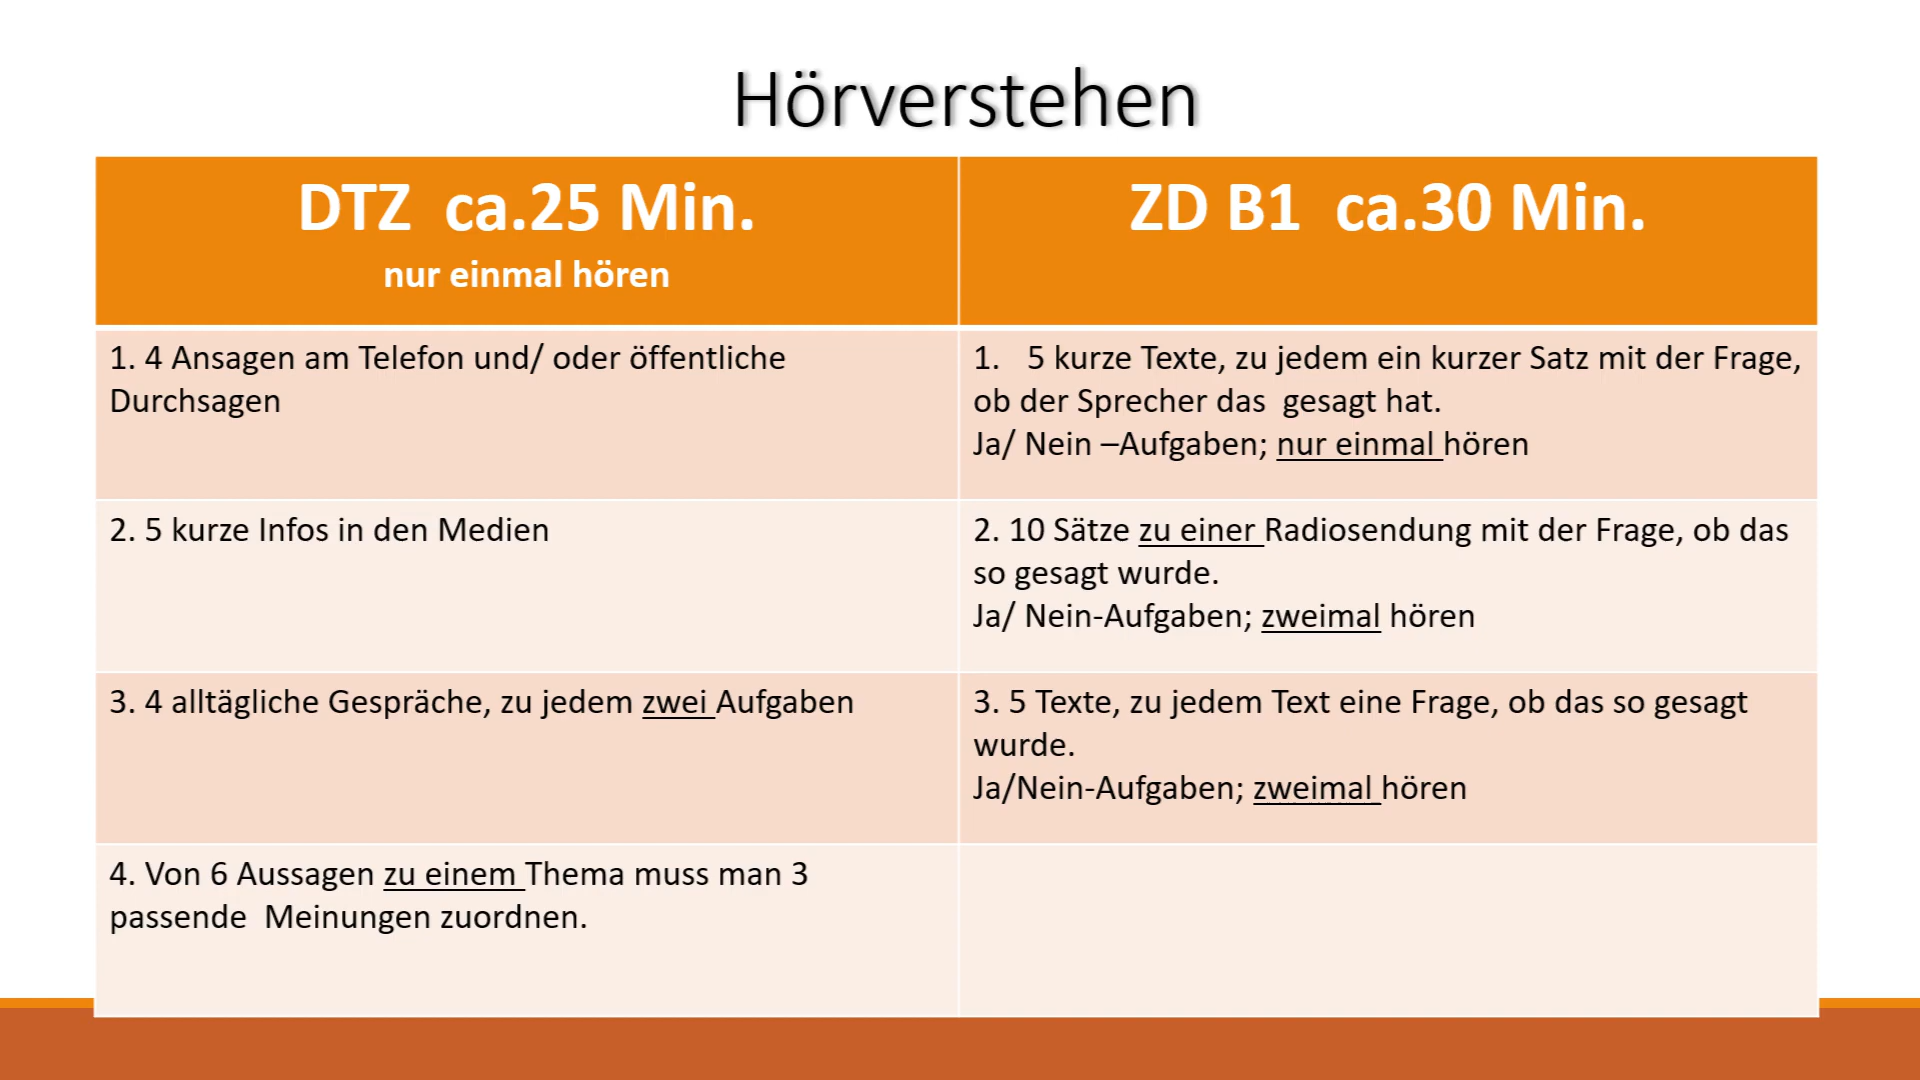 Hörverstehen
DTZ ca.25 Min.
nur einmal hören
ZD B1 ca.30 Min.
1. 4 Ansagen am Telefon und/ oder öffentliche
Durchsagen
1. 5 kurze Texte, zu jedem ein kurzer Satz mit der Frage,
ob der Sprecher das gesagt hat.
Ja/ Nein –Aufgaben; nur einmal hören
2. 5 kurze Infos in den Medien
2. 10 Sätze zu einer Radiosendung mit der Frage, ob das
so gesagt wurde.
Ja/ Nein-Aufgaben; zweimal hören
3. 4 alltägliche Gespräche, zu jedem zwei Aufgaben
3. 5 Texte, zu jedem Text eine Frage, ob das so gesagt
wurde.
Ja/Nein-Aufgaben; zweimal hören
4. Von 6 Aussagen zu einem Thema muss man 3
passende Meinungen zuordnen.